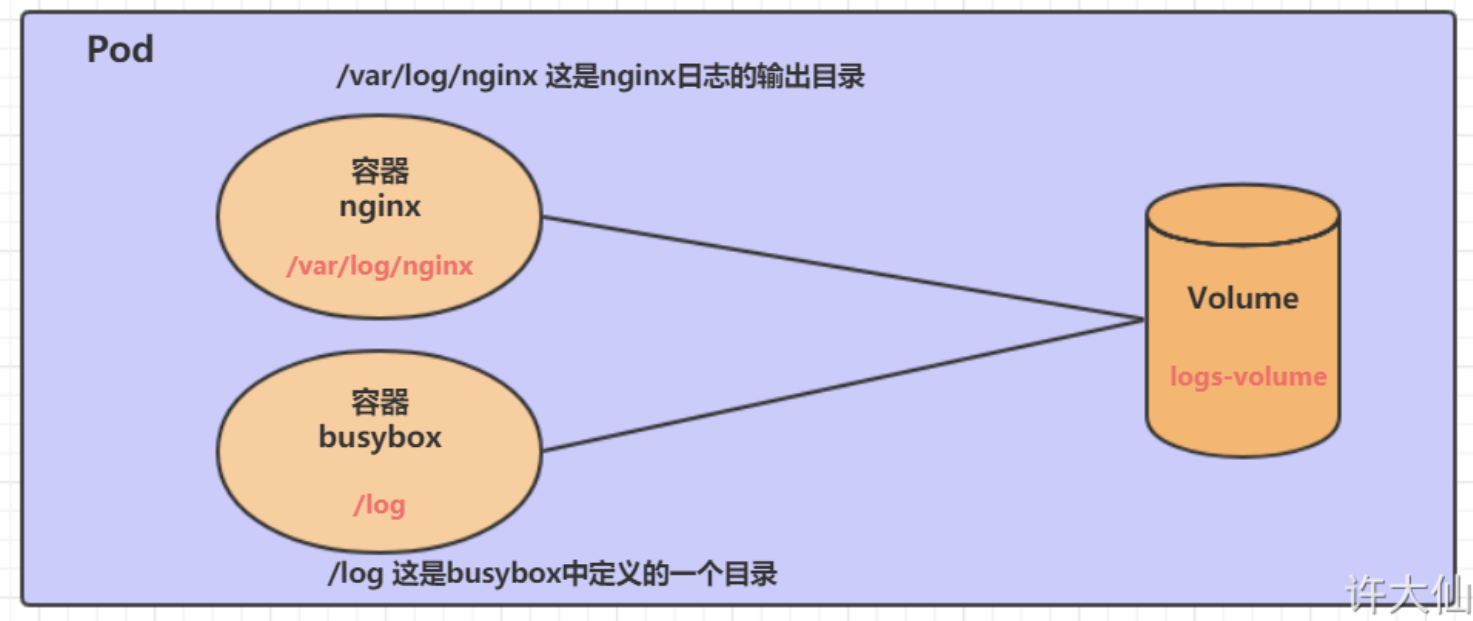 Pod
/var/log/nginx 这是nginx日志的输出目录
容器
nginx
/var/log/nginx
容器
busybox
/log
/log 这是busybox中定义的一个目录
Volume
logs-volume
许大仙